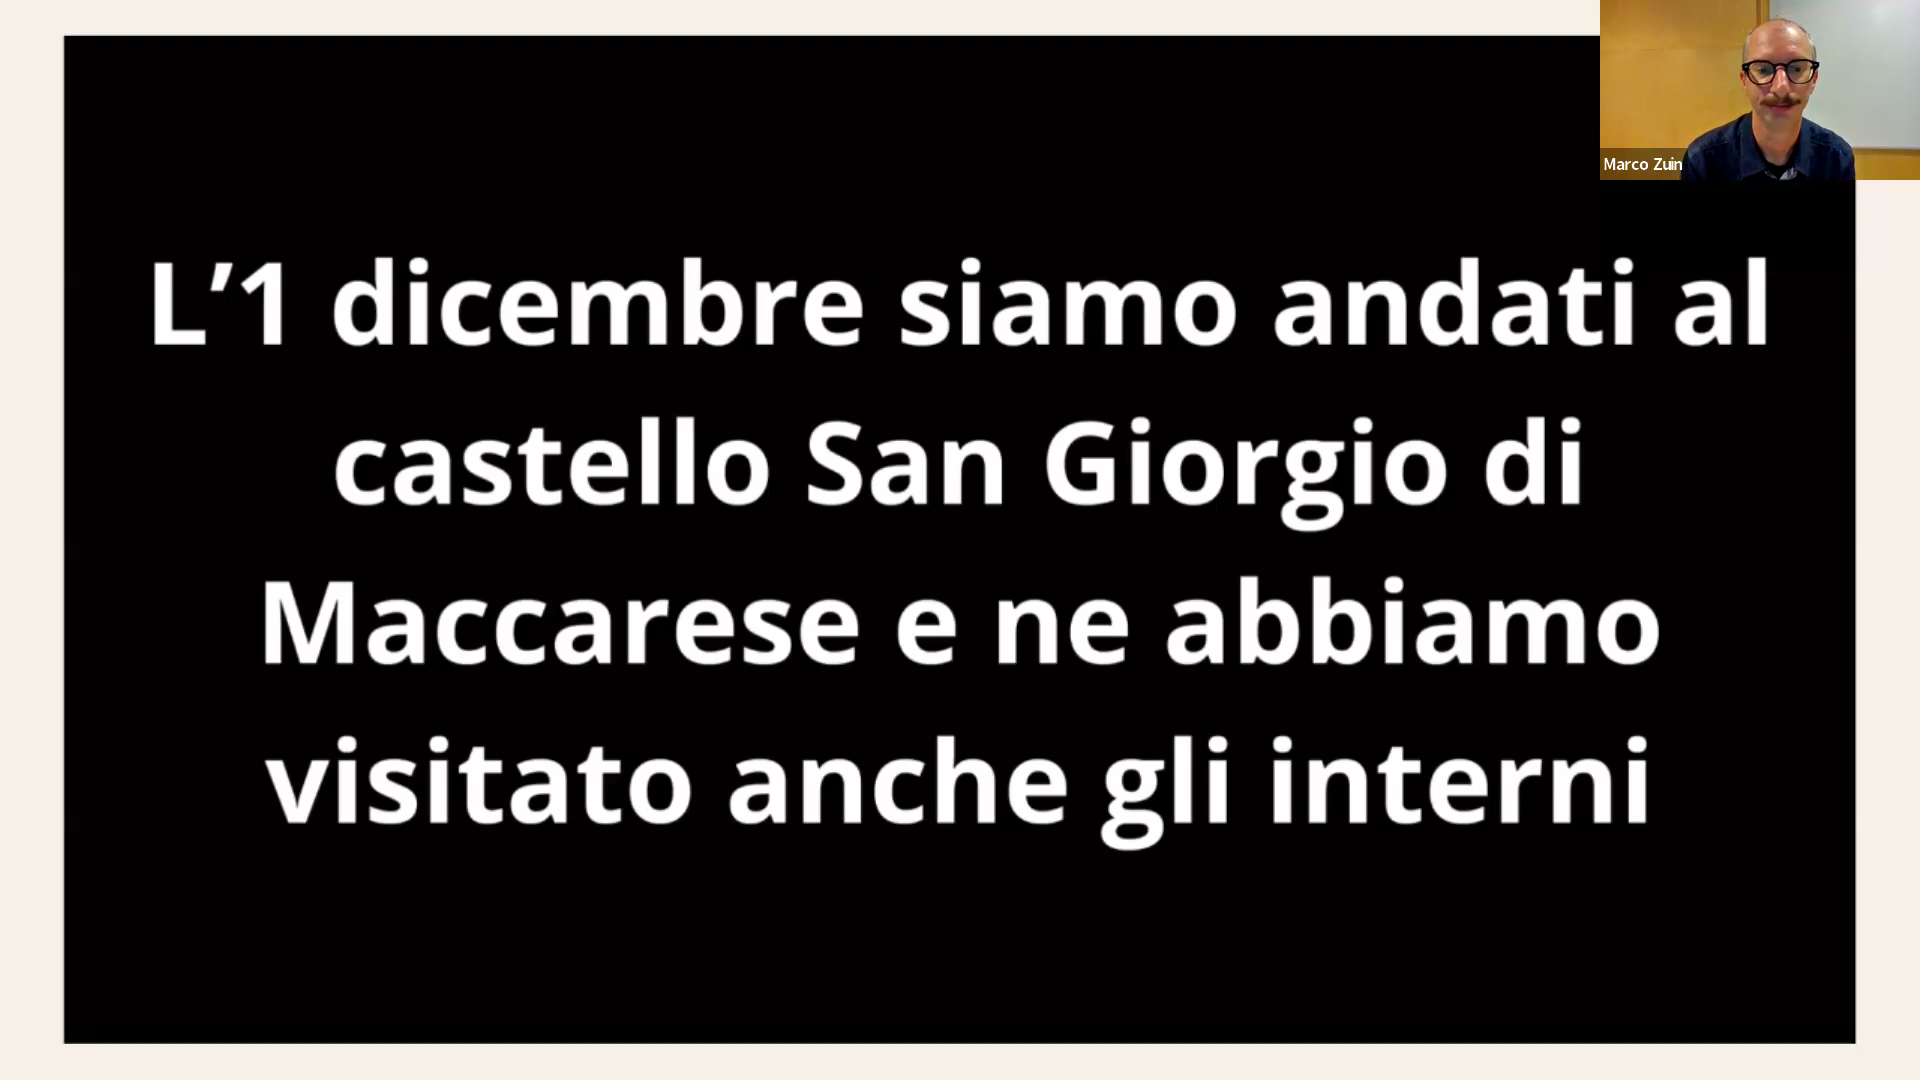 Marco Zuin
L’1 dicembre siamo andati al
castello San Giorgio di
Maccarese e ne abbiamo
visitato anche gli interni